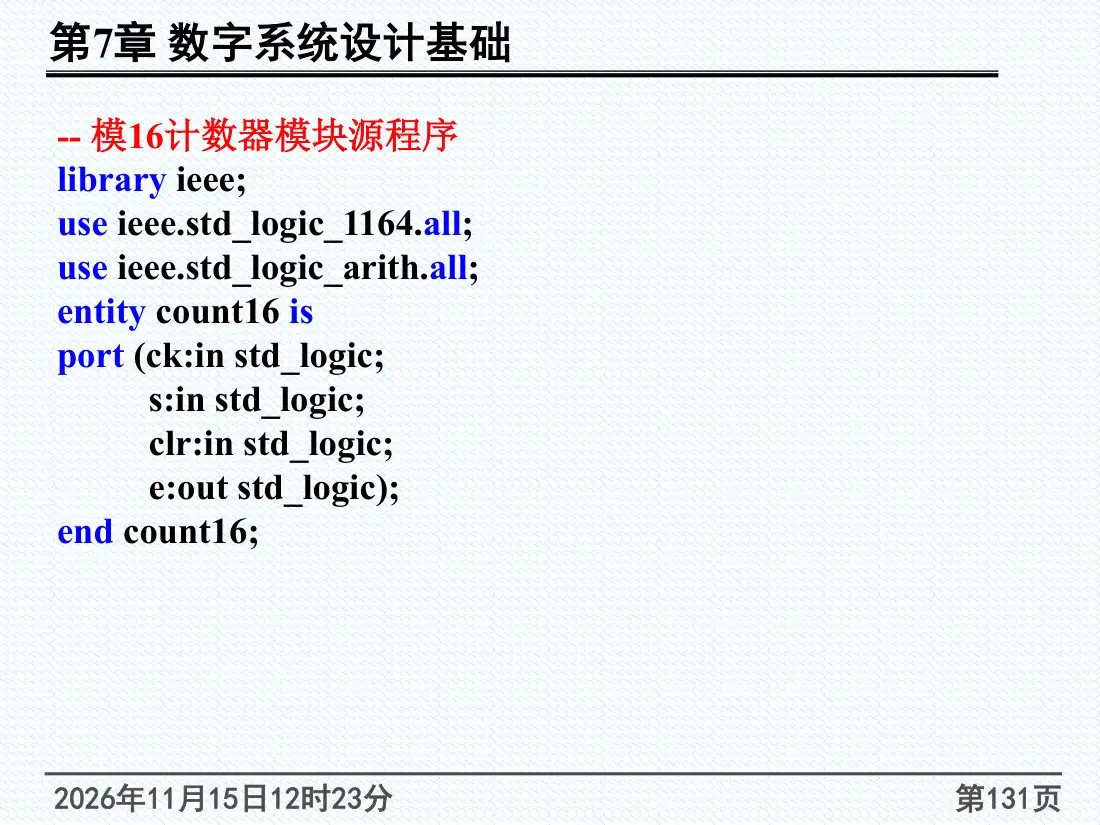 第7章 数字系统设计基础
-- 模16计数器模块源程序
library ieee;
use ieee.std_logic_1164.all;
use ieee.std_logic_arith.all;
entity count16 is
port (ck:in std_logic;
s:in std_logic;
clr:in std_logic;
e:out std_logic);
end count16;
2026年11月15日12时23分
第131页